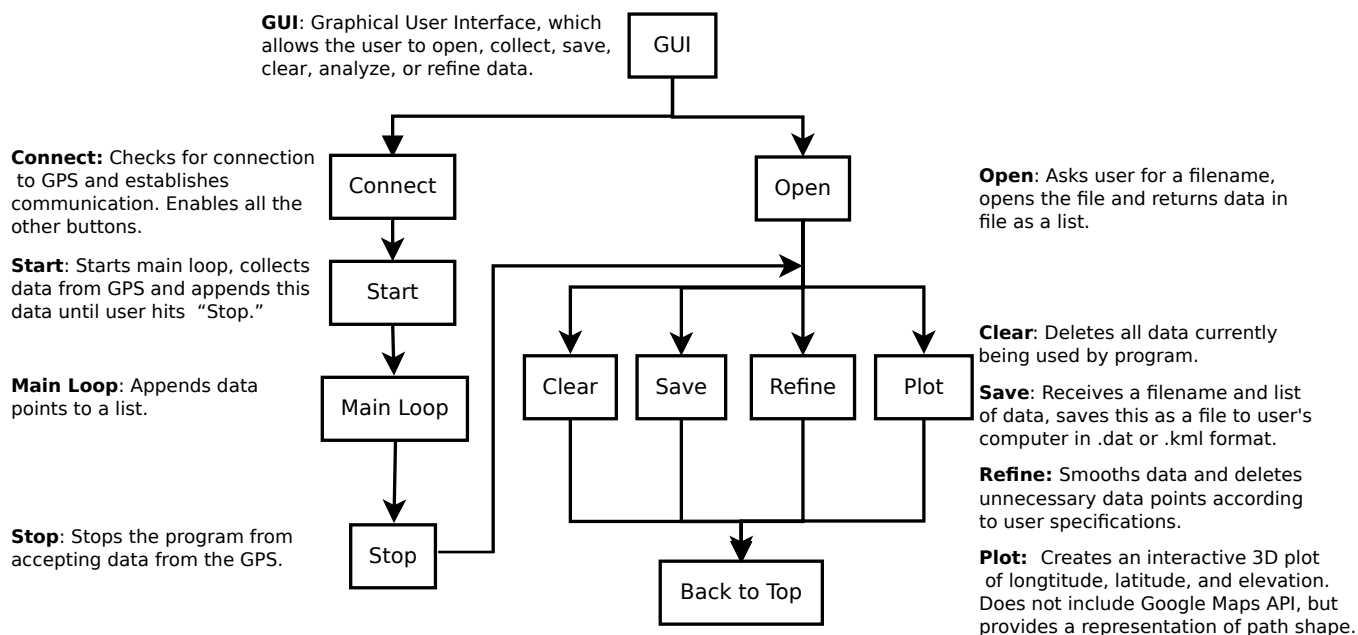 GUI: Graphical User Interface, which
allows the user to open, collect, save,
clear, analyze, or refine data.
GUI
Connect: Checks for connection
to GPS and establishes
communication. Enables all the
other buttons.
Connect
Open
Open: Asks user for a filename,
opens the file and returns data in
file as a list.
Start: Starts main loop, collects
data from GPS and appends this
data until user hits “Stop.”
Start
Main Loop: Appends data
points to a list.
Main Loop
Clear
Save
Refine
Plot
Clear: Deletes all data currently
being used by program.
Save: Receives a filename and list
of data, saves this as a file to user's
computer in .dat or .kml format.
Refine: Smooths data and deletes
unnecessary data points according
to user specifications.
Stop: Stops the program from
accepting data from the GPS.
Stop
Back to Top
Plot: Creates an interactive 3D plot
of longtitude, latitude, and elevation.
Does not include Google Maps API, but
provides a representation of path shape.